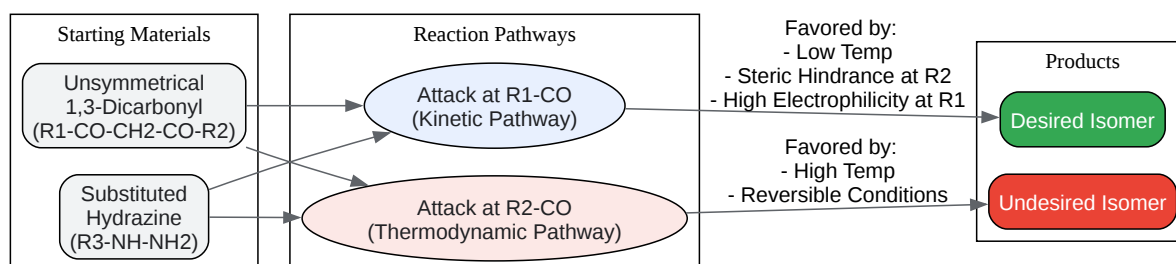 Starting Materials
Unsymmetrical
1,3-Dicarbonyl
(R1-CO-CH2-CO-R2)
Substituted
Hydrazine
(R3-NH-NH2)
Reaction Pathways
Attack at R1-CO
(Kinetic Pathway)
Attack at R2-CO
(Thermodynamic Pathway)
Favored by:
- Low Temp
- Steric Hindrance at R2
- High Electrophilicity at R1
Favored by:
- High Temp
- Reversible Conditions
Products
Desired Isomer
Undesired Isomer